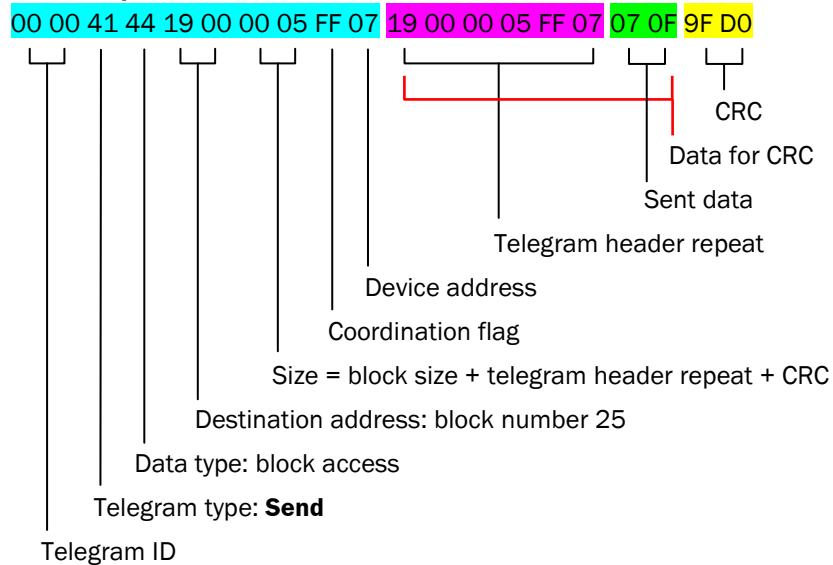 00 00 41 44 19 00 00 05 FF 07 19 00 00 05 FF 07 07 0F 9F D0
CRC
Data for CRC
Sent data
Telegram header repeat
Device address
Coordination flag
Size = block size + telegram header repeat + CRC
Destination address: block number 25
Data type: block access
Telegram type: Send
Telegram ID